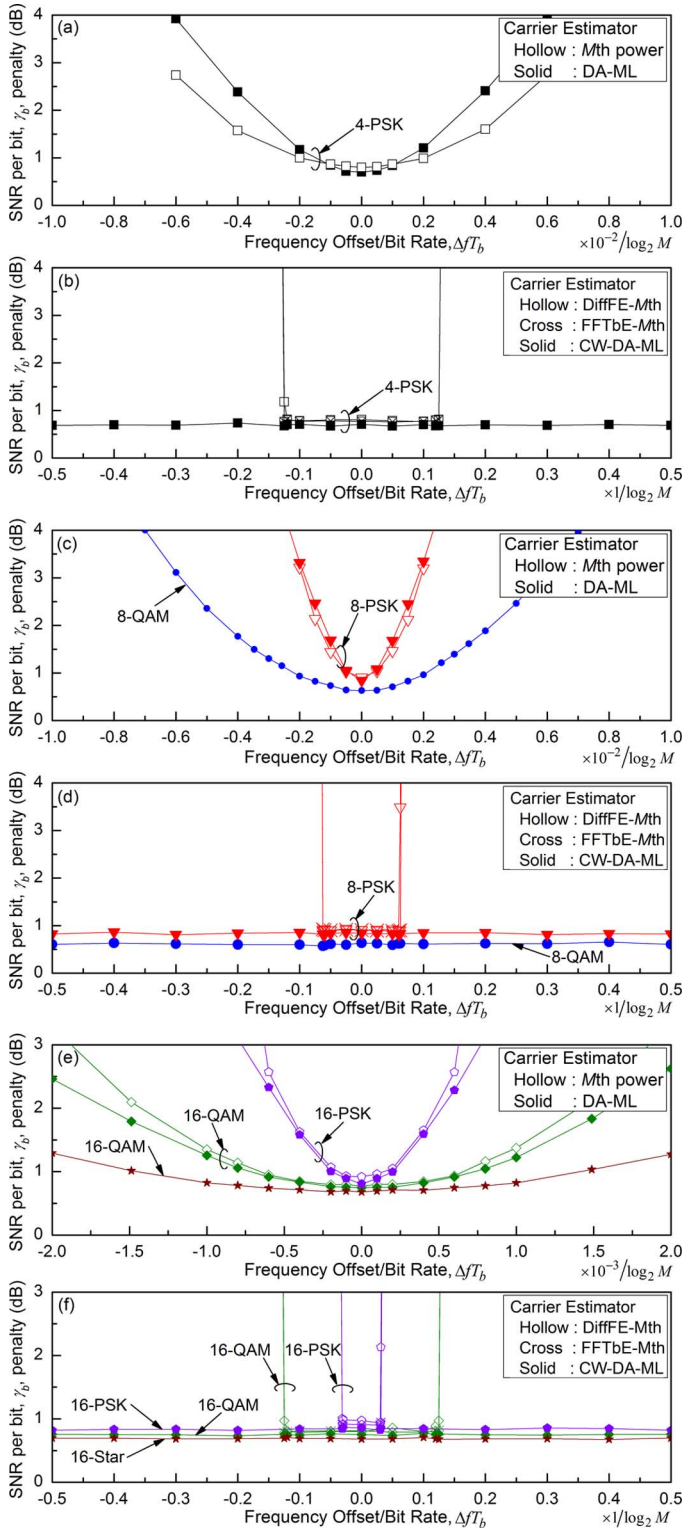 (a)
Carrier Estimator
Hollow : Mth power
Solid : DA-ML
4-PSK
SNR per bit, γb, penalty (dB)
4
3
2
1
0
-1.0 -0.8 -0.6 -0.4 -0.2 0.0 0.2 0.4 0.6 0.8 1.0
Frequency Offset/Bit Rate, ΔfTb
×10⁻²/log₂ M
(b)
Carrier Estimator
Hollow : DiffFE-Mth
Cross : FFTbE-Mth
Solid : CW-DA-ML
4-PSK
SNR per bit, γb, penalty (dB)
4
3
2
1
0
-0.5 -0.4 -0.3 -0.2 -0.1 0.0 0.1 0.2 0.3 0.4 0.5
Frequency Offset/Bit Rate, ΔfTb
×1/log₂ M
(c)
Carrier Estimator
Hollow : Mth power
Solid : DA-ML
8-QAM
8-PSK
SNR per bit, γb, penalty (dB)
4
3
2
1
0
-1.0 -0.8 -0.6 -0.4 -0.2 0.0 0.2 0.4 0.6 0.8 1.0
Frequency Offset/Bit Rate, ΔfTb
×10⁻²/log₂ M
(d)
Carrier Estimator
Hollow : DiffFE-Mth
Cross : FFTbE-Mth
Solid : CW-DA-ML
8-PSK
8-QAM
SNR per bit, γb, penalty (dB)
4
3
2
1
0
-0.5 -0.4 -0.3 -0.2 -0.1 0.0 0.1 0.2 0.3 0.4 0.5
Frequency Offset/Bit Rate, ΔfTb
×1/log₂ M
(e)
Carrier Estimator
Hollow : Mth power
Solid : DA-ML
16-QAM
16-PSK
16-QAM
SNR per bit, γb, penalty (dB)
3
2
1
0
-2.0 -1.5 -1.0 -0.5 0.0 0.5 1.0 1.5 2.0
Frequency Offset/Bit Rate, ΔfTb
×10⁻³/log₂ M
(f)
Carrier Estimator
Hollow : DiffFE-Mth
Cross : FFTbE-Mth
Solid : CW-DA-ML
16-QAM
16-PSK
16-PSK
16-QAM
16-Star
SNR per bit, γb, penalty (dB)
3
2
1
0
-0.5 -0.4 -0.3 -0.2 -0.1 0.0 0.1 0.2 0.3 0.4 0.5
Frequency Offset/Bit Rate, ΔfTb
×1/log₂ M